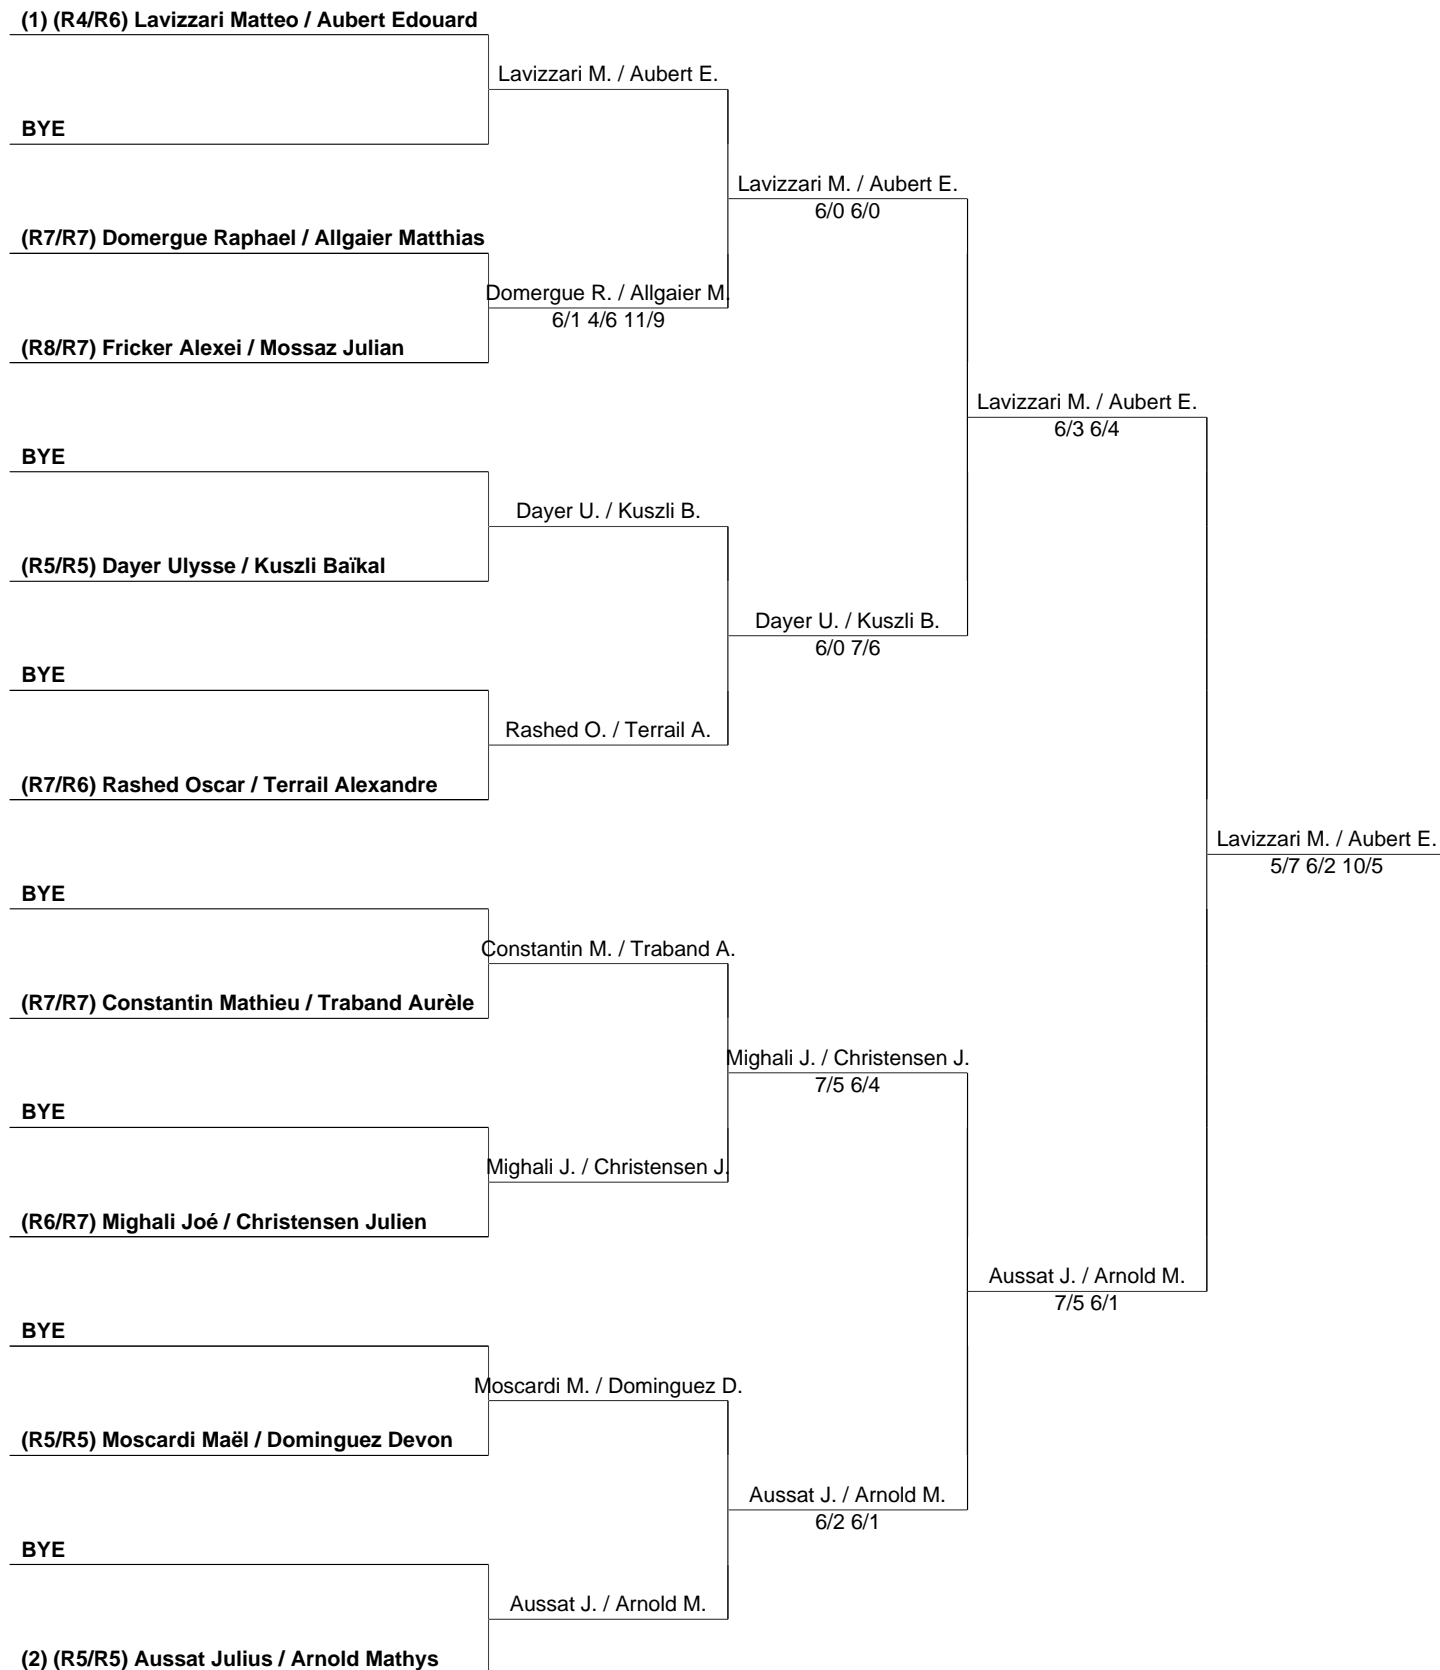 (1) (R4/R6) Lavizzari Matteo / Aubert Edouard
Lavizzari M. / Aubert E.
BYE
Lavizzari M. / Aubert E.
6/0 6/0
(R7/R7) Domergue Raphael / Allgaier Matthias
Domergue R. / Allgaier M.
6/1 4/6 11/9
(R8/R7) Fricker Alexei / Mossaz Julian
Lavizzari M. / Aubert E.
6/3 6/4
BYE
Dayer U. / Kuszli B.
(R5/R5) Dayer Ulysse / Kuszli Baïkal
Dayer U. / Kuszli B.
6/0 7/6
BYE
Rashed O. / Terrail A.
(R7/R6) Rashed Oscar / Terrail Alexandre
Lavizzari M. / Aubert E.
5/7 6/2 10/5
BYE
Constantin M. / Traband A.
(R7/R7) Constantin Mathieu / Traband Aurèle
Mighali J. / Christensen J.
7/5 6/4
BYE
Mighali J. / Christensen J.
(R6/R7) Mighali Joé / Christensen Julien
Aussat J. / Arnold M.
7/5 6/1
BYE
Moscardi M. / Dominguez D.
(R5/R5) Moscardi Maël / Dominguez Devon
Aussat J. / Arnold M.
6/2 6/1
BYE
Aussat J. / Arnold M.
(2) (R5/R5) Aussat Julius / Arnold Mathys